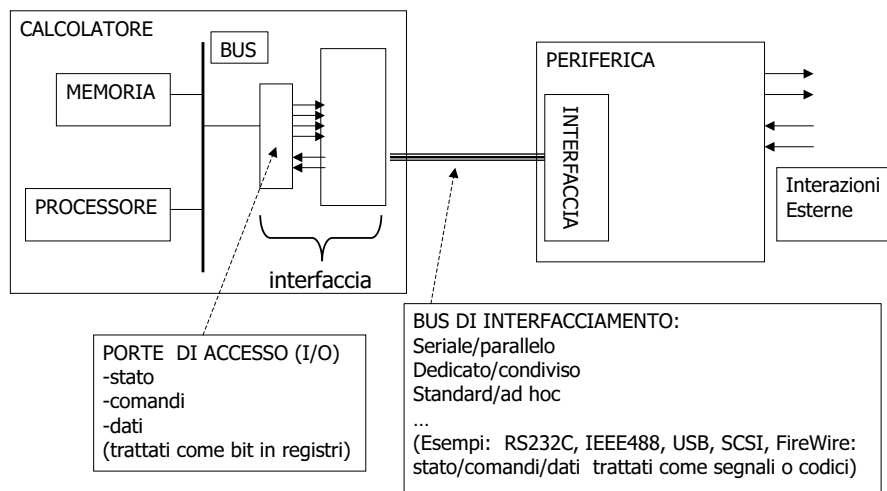 CALCOLATORE
BUS
MEMORIA
PROCESSORE
interfaccia
PERIFERICA
INTERFACCIA
Interazioni
Esterne
PORTE DI ACCESSO (I/O)
-stato
-comandi
-dati
(trattati come bit in registri)
BUS DI INTERFACCIAMENTO:
Seriale/parallelo
Dedicato/condiviso
Standard/ad hoc
…
(Esempi: RS232C, IEEE488, USB, SCSI, FireWire:
stato/comandi/dati trattati come segnali o codici)